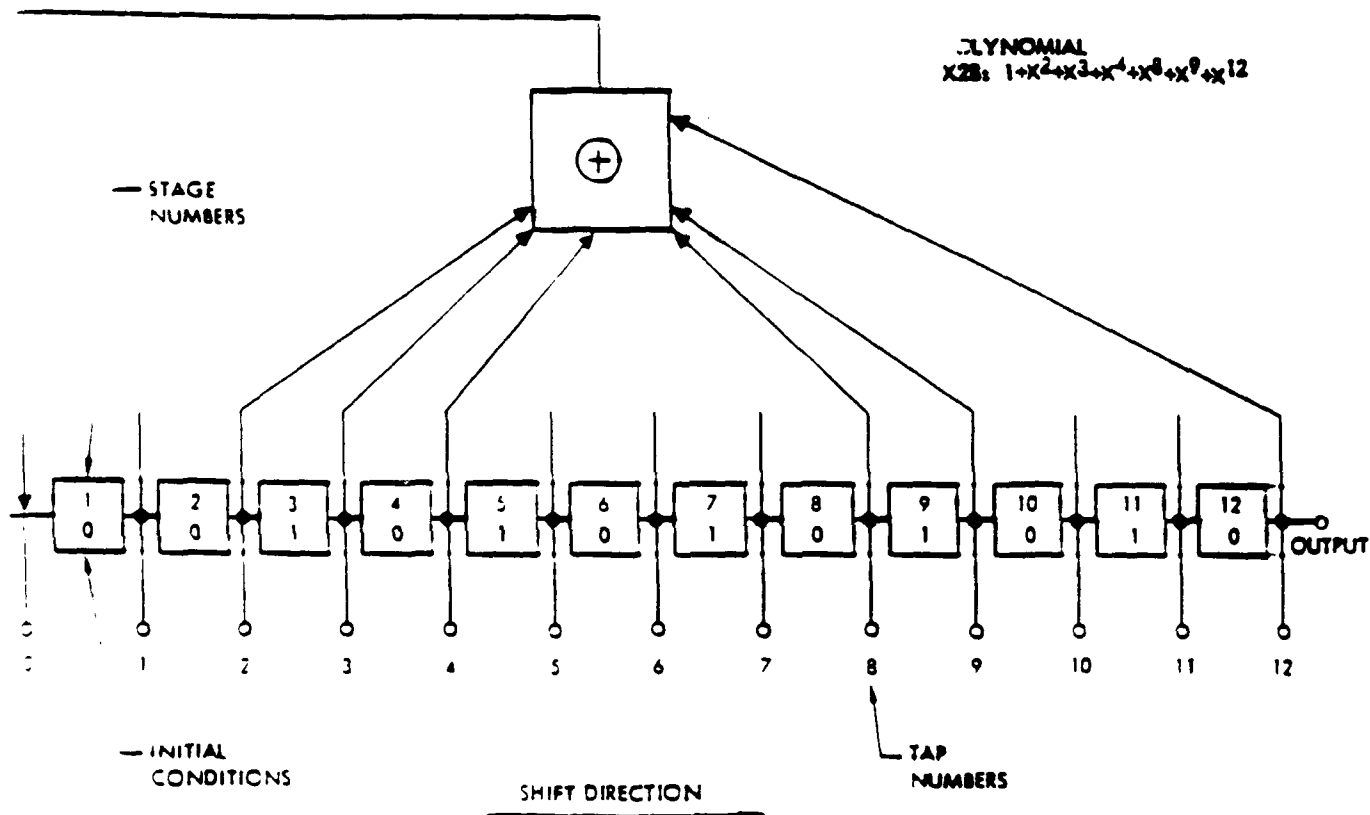 LYNOMIAL
X2B: 1+X²+X³+X⁴+X⁸+X⁹+X¹²
STAGE
NUMBERS
1 2 3 4 5 6 7 8 9 10 11 12
0 0 1 0 1 0 1 0 1 0 1 0
OUTPUT
1 2 3 4 5 6 7 8 9 10 11 12
INITIAL
CONDITIONS
TAP
NUMBERS
SHIFT DIRECTION